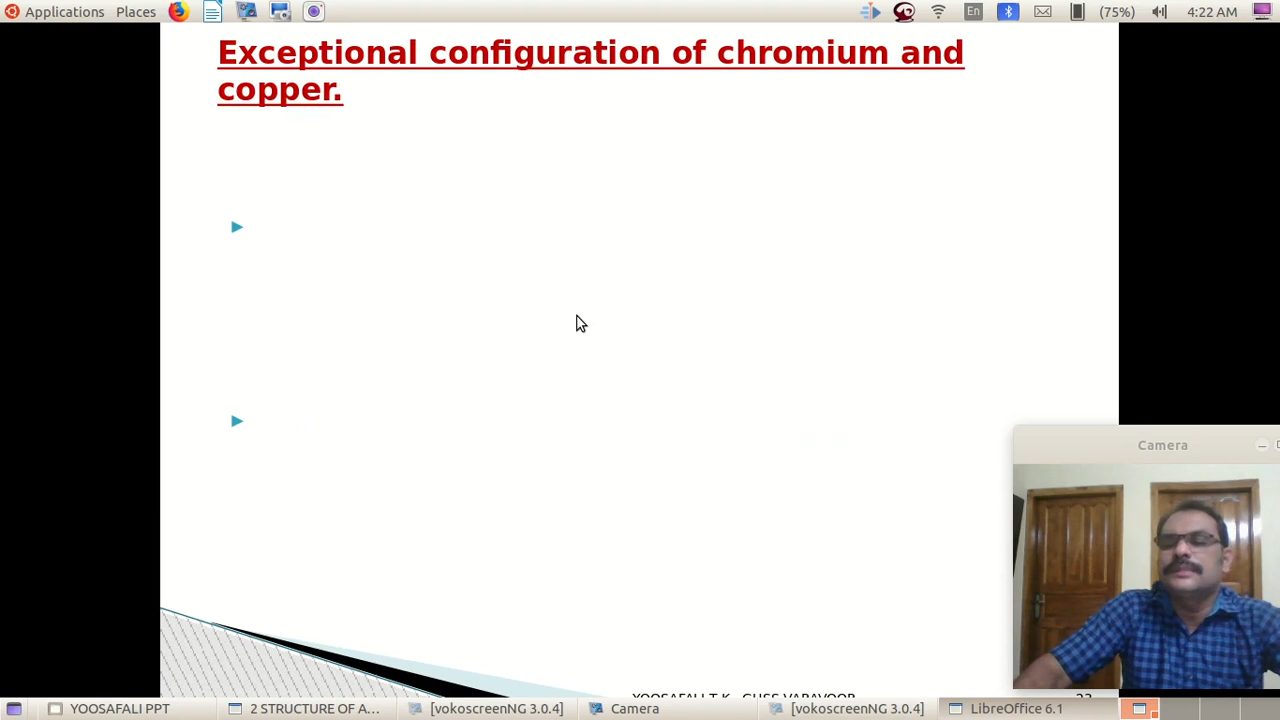 Applications Places En (75%) 4:22 AM
Exceptional configuration of chromium and
copper.
Camera
YOOSAFALI PPT 2 STRUCTURE OF A... [vokoscreenNG 3.0.4] Camera [vokoscreenNG 3.0.4] LibreOffice 6.1